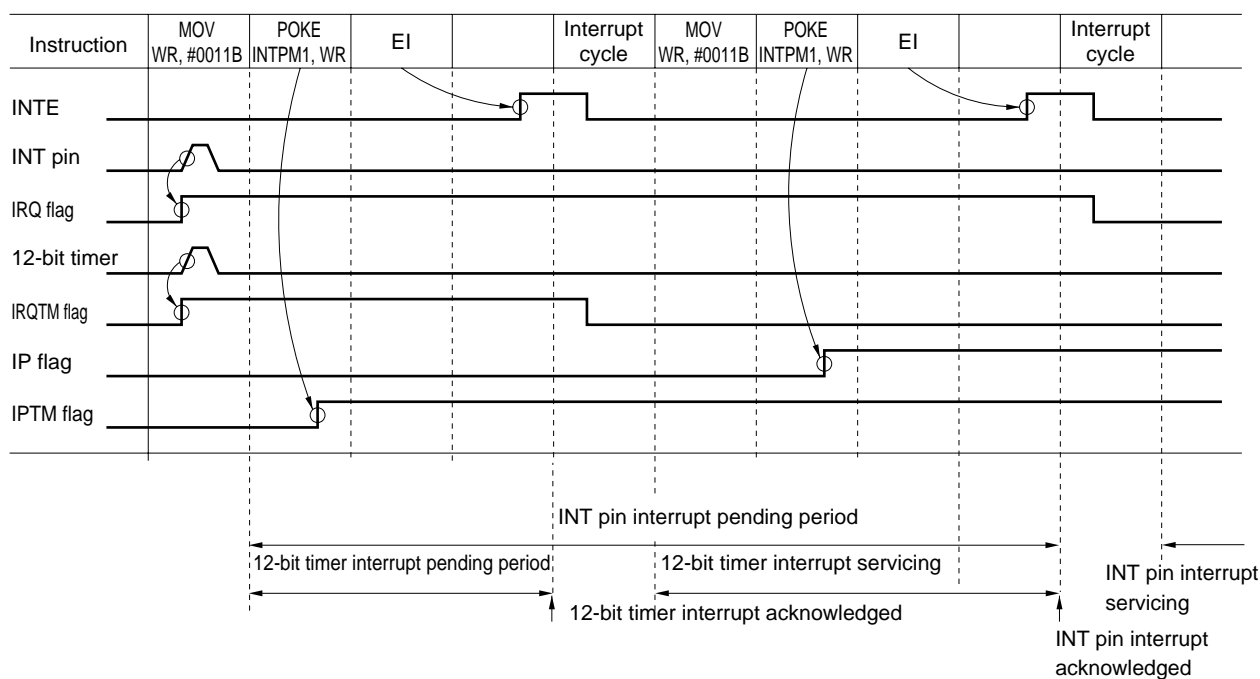 Instruction
MOV
WR, #0011B
POKE
INTPM1, WR
EI
Interrupt
cycle
MOV
WR, #0011B
POKE
INTPM1, WR
EI
Interrupt
cycle
INTE
INT pin
IRQ flag
12-bit timer
IRQTM flag
IP flag
IPTM flag
INT pin interrupt pending period
12-bit timer interrupt pending period
12-bit timer interrupt servicing
INT pin interrupt
servicing
12-bit timer interrupt acknowledged
INT pin interrupt
acknowledged